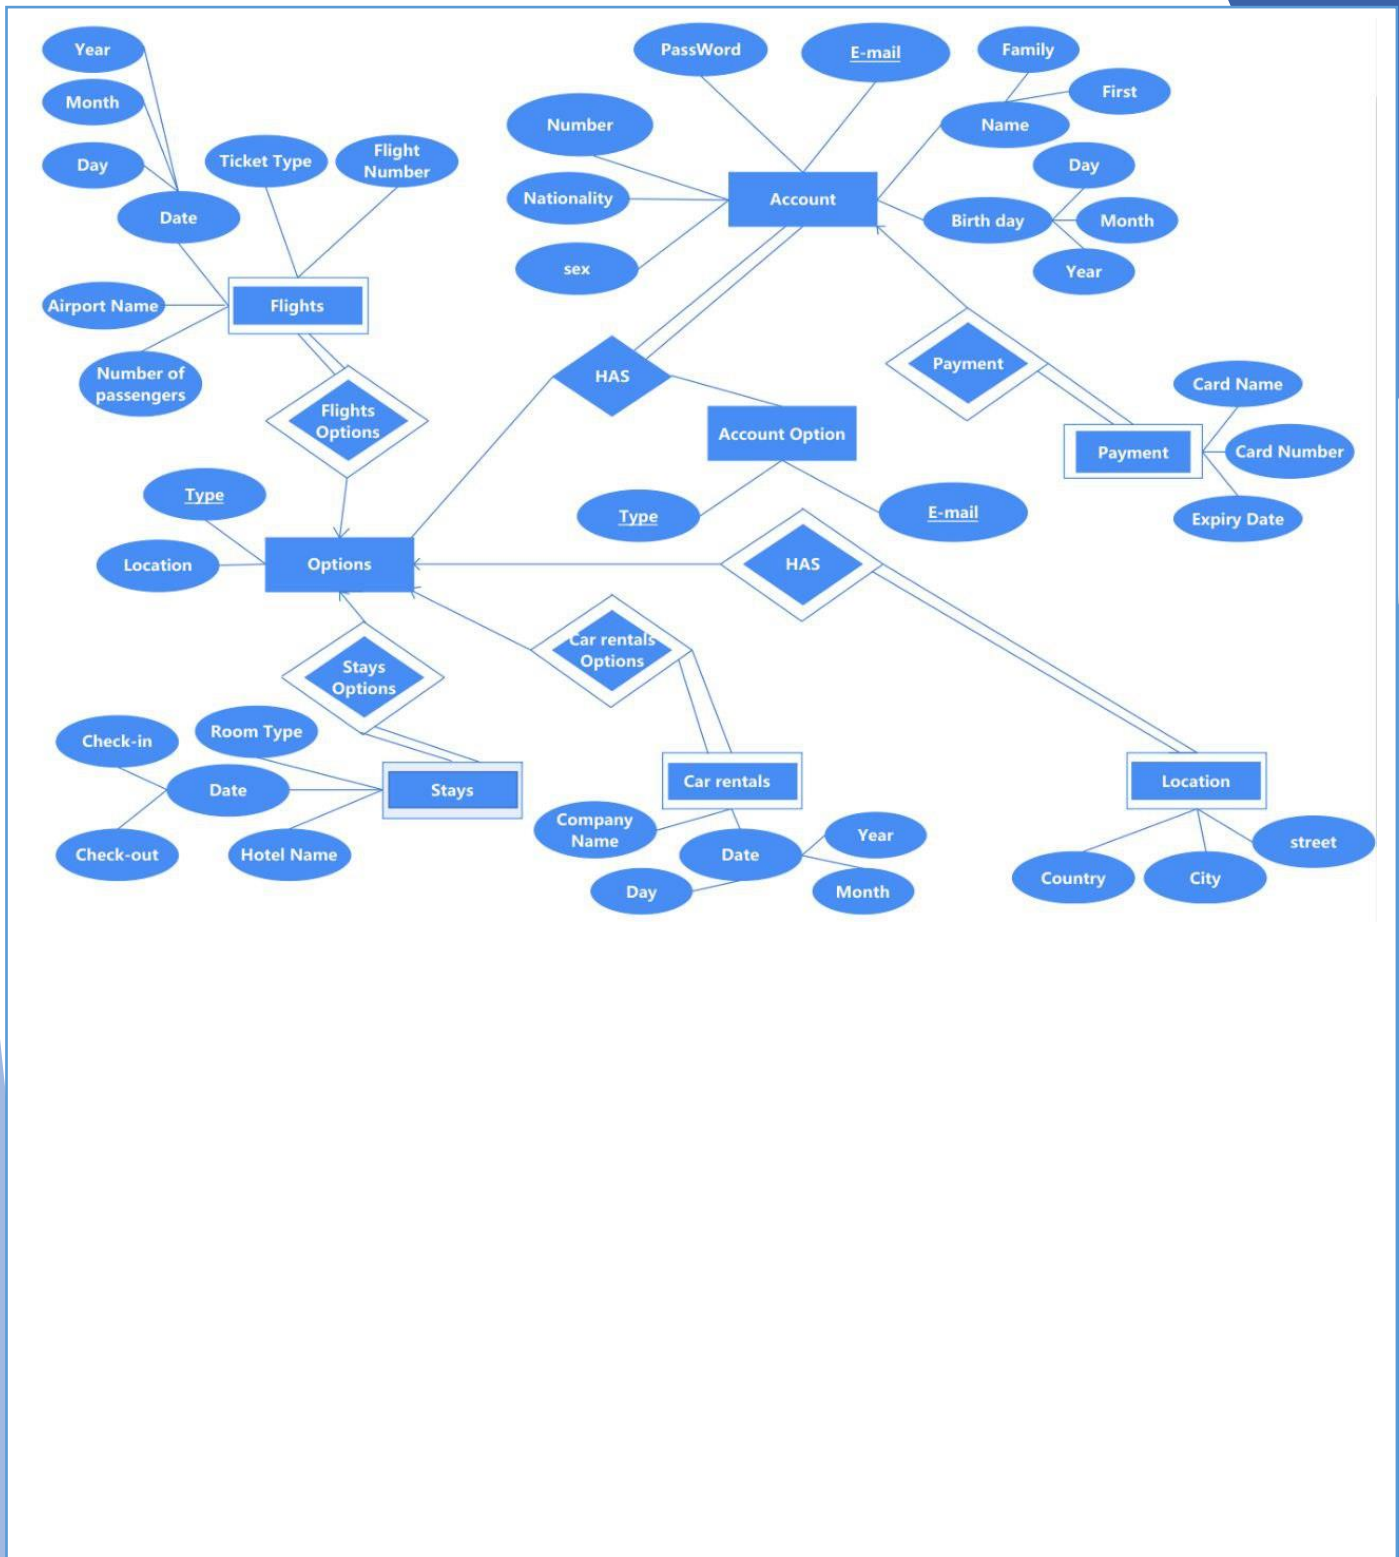 Year
Month
Day
Date
Ticket Type
Flight
Number
Airport Name
Flights
Number of
passengers
Flights
Options
PassWord
E-mail
Family
First
Name
Number
Nationality
sex
Account
Day
Birth day
Month
Year
HAS
Account Option
Type
E-mail
Payment
Payment
Card Name
Card Number
Expiry Date
Type
Location
Options
HAS
Car rentals
Options
Stays
Options
Check-in
Room Type
Date
Stays
Check-out
Hotel Name
Car rentals
Company
Name
Date
Year
Day
Month
Location
Country
City
street